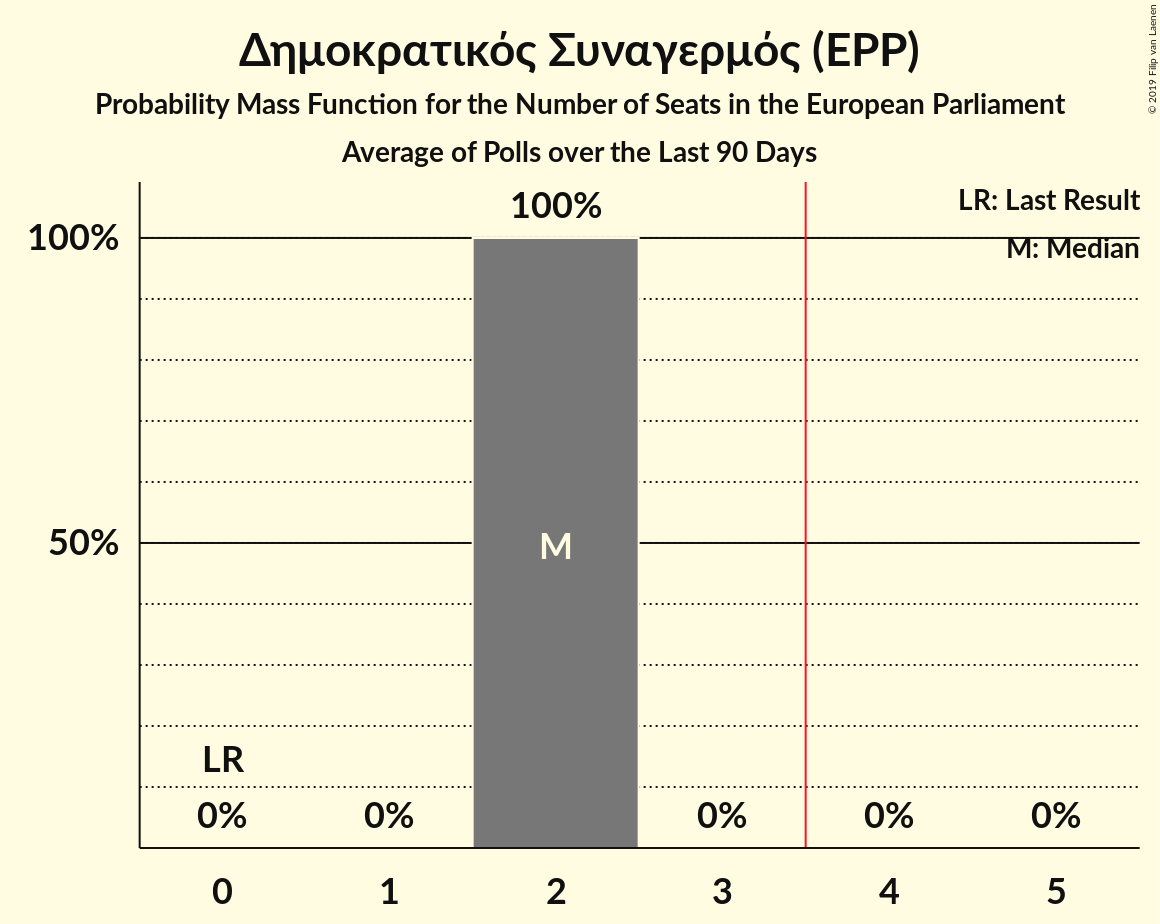 Δημοκρατικός Συναγερμός (EPP)
Probability Mass Function for the Number of Seats in the European Parliament
Average of Polls over the Last 90 Days
© 2019 Filip van Laenen
LR: Last Result
M: Median
100%
100%
50%
M
LR
0%
0%
0%
0%
0%
0
1
2
3
4
5